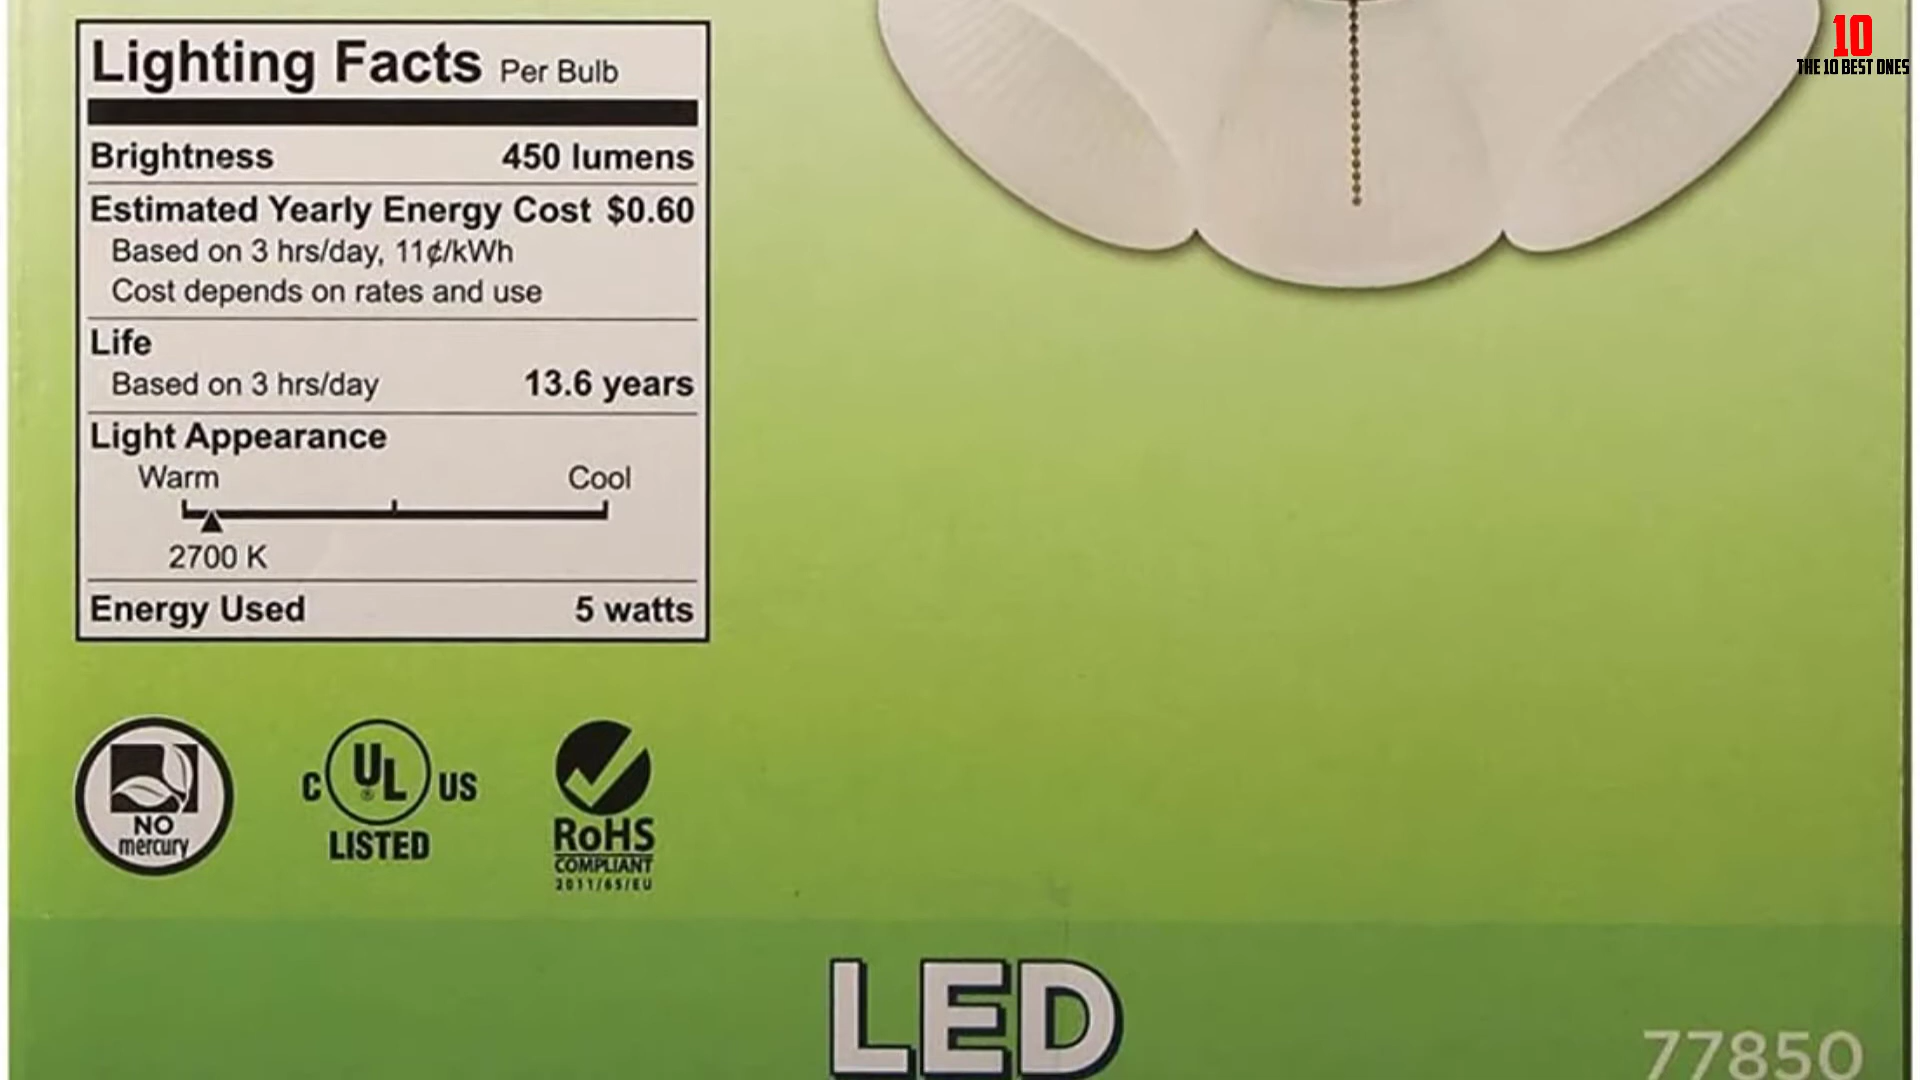 Lighting Facts Per Bulb
Brightness 450 lumens
Estimated Yearly Energy Cost $0.60
Based on 3 hrs/day, 11¢/kWh
Cost depends on rates and use
Life
Based on 3 hrs/day 13.6 years
Light Appearance
Warm Cool
2700 K
Energy Used 5 watts
NO
mercury
C UL® US
LISTED
RoHS
COMPLIANT
2011/65/EU
LED
77850
10
THE 10 BEST ONES